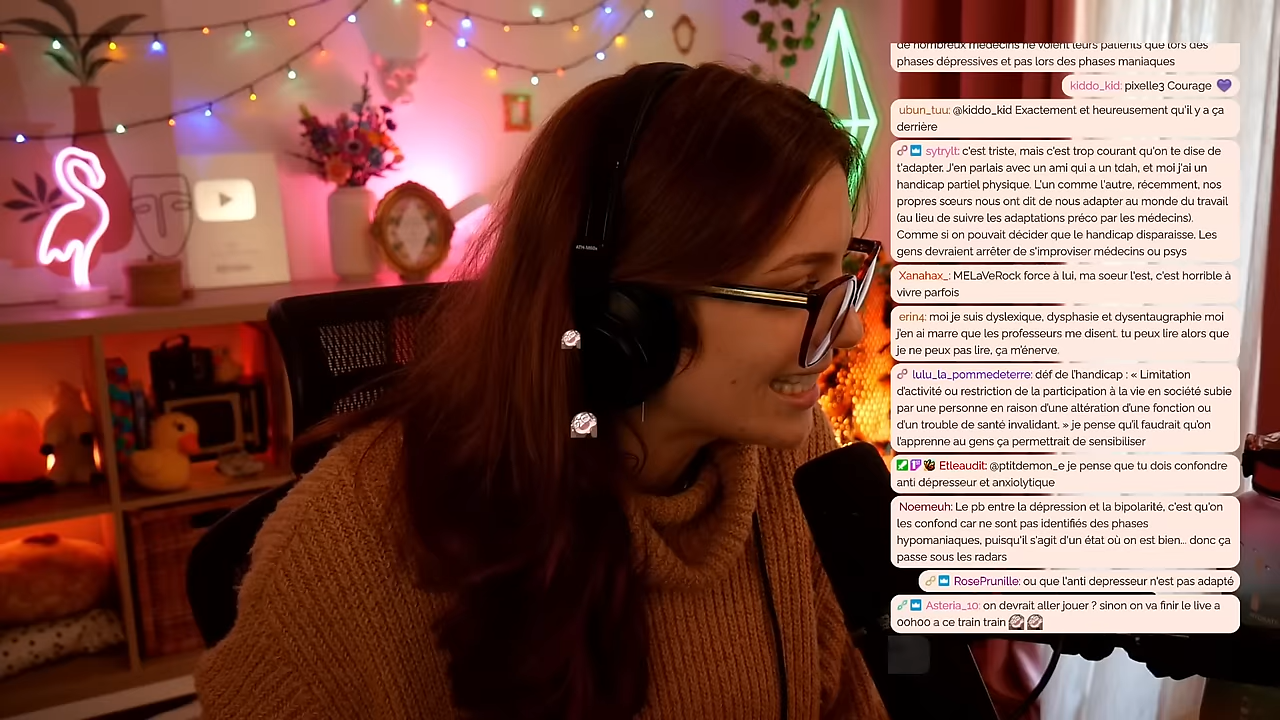 de nombreux médecins ne voient leurs patients que lors des
phases dépressives et pas lors des phases maniaques
kiddo_kid: pixelle3 Courage
ubun_tuu: @kiddo_kid Exactement et heureusement qu'il y a ça
derrière
sytrylt: c'est triste, mais c'est trop courant qu'on te dise de
t'adapter. J'en parlais avec un ami qui a un tdah, et moi j'ai un
handicap partiel physique. L'un comme l'autre, récemment, nos
propres sœurs nous ont dit de nous adapter au monde du travail
(au lieu de suivre les adaptations préco par les médecins).
Comme si on pouvait décider que le handicap disparaisse. Les
gens devraient arrêter de s'improviser médecins ou psys
Xanahax_: MELaVeRock force à lui, ma soeur l'est, c'est horrible à
vivre parfois
erin4: moi je suis dyslexique, dysphasie et dysentaugraphie moi
j'en ai marre que les professeurs me disent. tu peux lire alors que
je ne peux pas lire, ça m'énerve.
lulu_la_pommedeterre: déf de l'handicap : « Limitation
d'activité ou restriction de la participation à la vie en société subie
par une personne en raison d'une altération d'une fonction ou
d'un trouble de santé invalidant. » je pense qu'il faudrait qu'on
l'apprenne au gens ça permettrait de sensibiliser
Etleaudit: @ptitdemon_e je pense que tu dois confondre
anti dépresseur et anxiolytique
Noemeuh: Le pb entre la dépression et la bipolarité, c'est qu'on
les confond car ne sont pas identifiés des phases
hypomaniaques, puisqu'il s'agit d'un état où on est bien... donc ça
passe sous les radars
RosePrunille: ou que l'anti depresseur n'est pas adapté
Asteria_10: on devrait aller jouer ? sinon on va finir le live a
00h00 a ce train train